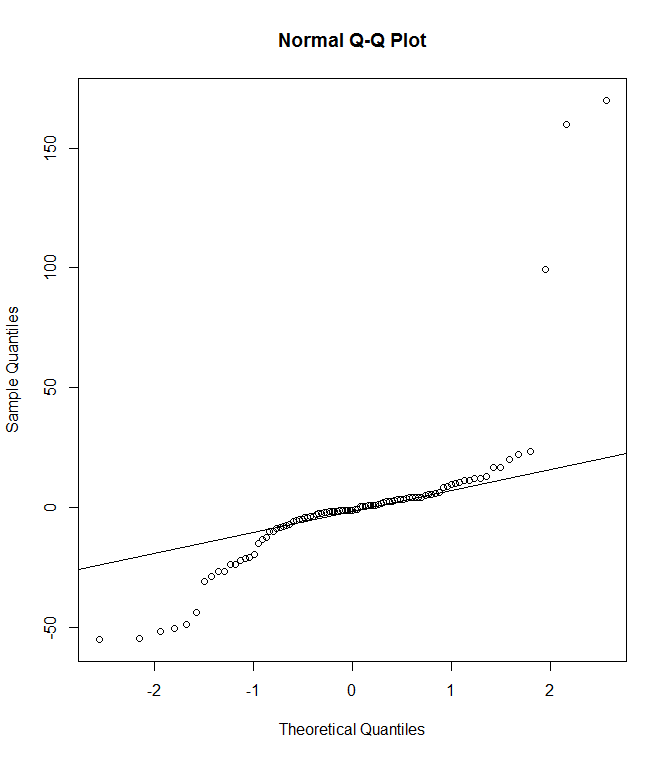 Normal Q-Q Plot
Sample Quantiles
150
100
50
0
-50
-2 -1 0 1 2
Theoretical Quantiles